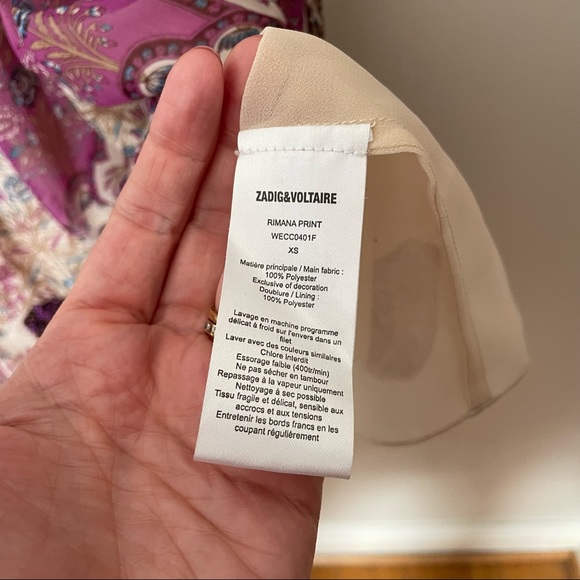 ZADIG&VOLTAIRE
RIMANA PRINT
WECC0401F
XS
Matière principale / Main fabric :
100% Polyester
Exclusive of decoration
Doublure / Lining :
100% Polyester
Lavage en machine programme
délicat à froid sur l'envers dans un
filet
Laver avec des couleurs similaires
Chlore interdit
Essorage faible (400tr/min)
Ne pas sécher en tambour
Repassage à la vapeur uniquement
Nettoyage à sec possible
Tissu fragile et délicat, sensible aux
accrocs et aux tensions
Entretenir les bords francs en les
coupant régulièrement